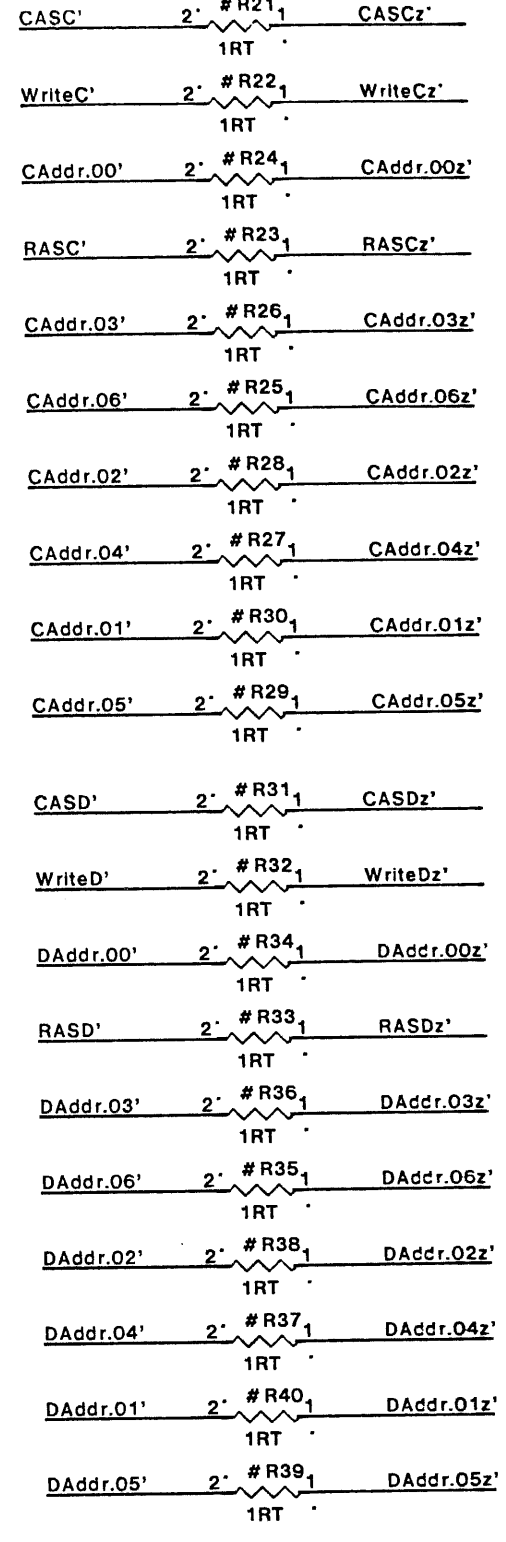 CASC' 2 #R21 1 CASCz'
1RT
WriteC' 2 #R22 1 WriteCz'
1RT
CAddr.00' 2 #R24 1 CAddr.00z'
1RT
RASC' 2 #R23 1 RASCz'
1RT
CAddr.03' 2 #R26 1 CAddr.03z'
1RT
CAddr.06' 2 #R25 1 CAddr.06z'
1RT
CAddr.02' 2 #R28 1 CAddr.02z'
1RT
CAddr.04' 2 #R27 1 CAddr.04z'
1RT
CAddr.01' 2 #R30 1 CAddr.01z'
1RT
CAddr.05' 2 #R29 1 CAddr.05z'
1RT
CASD' 2 #R31 1 CASDz'
1RT
WriteD' 2 #R32 1 WriteDz'
1RT
DAddr.00' 2 #R34 1 DAddr.00z'
1RT
RASD' 2 #R33 1 RASDz'
1RT
DAddr.03' 2 #R36 1 DAddr.03z'
1RT
DAddr.06' 2 #R35 1 DAddr.06z'
1RT
DAddr.02' 2 #R38 1 DAddr.02z'
1RT
DAddr.04' 2 #R37 1 DAddr.04z'
1RT
DAddr.01' 2 #R40 1 DAddr.01z'
1RT
DAddr.05' 2 #R39 1 DAddr.05z'
1RT